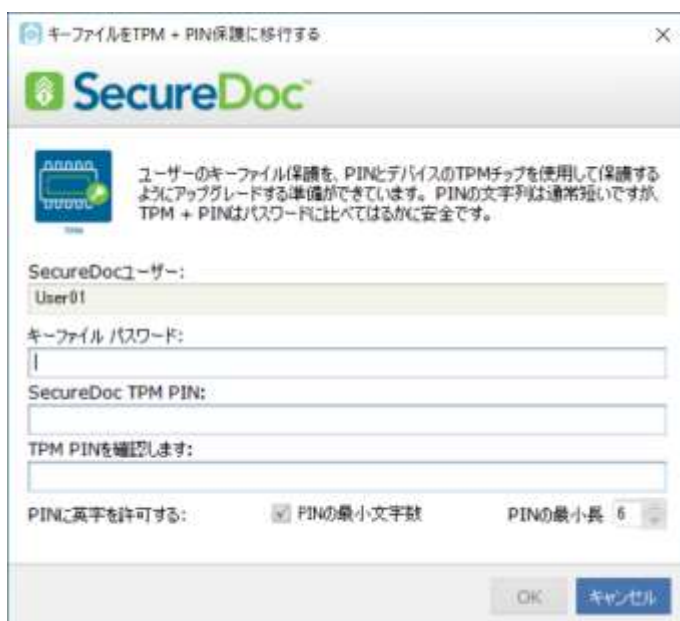 キーファイルをTPM + PIN保護に移行する
SecureDoc™
ユーザーのキーファイル保護を、PINとデバイスのTPMチップを使用して保護する
ようにアップグレードする準備ができています。PINの文字列は通常短いですが、
TPM + PINはパスワードに比べてはるかに安全です。
TPM
SecureDocユーザー:
User01
キーファイル パスワード:
SecureDoc TPM PIN:
TPM PINを確認します:
PINに英字を許可する: PINの最小文字数 PINの最小長 6
OK キャンセル